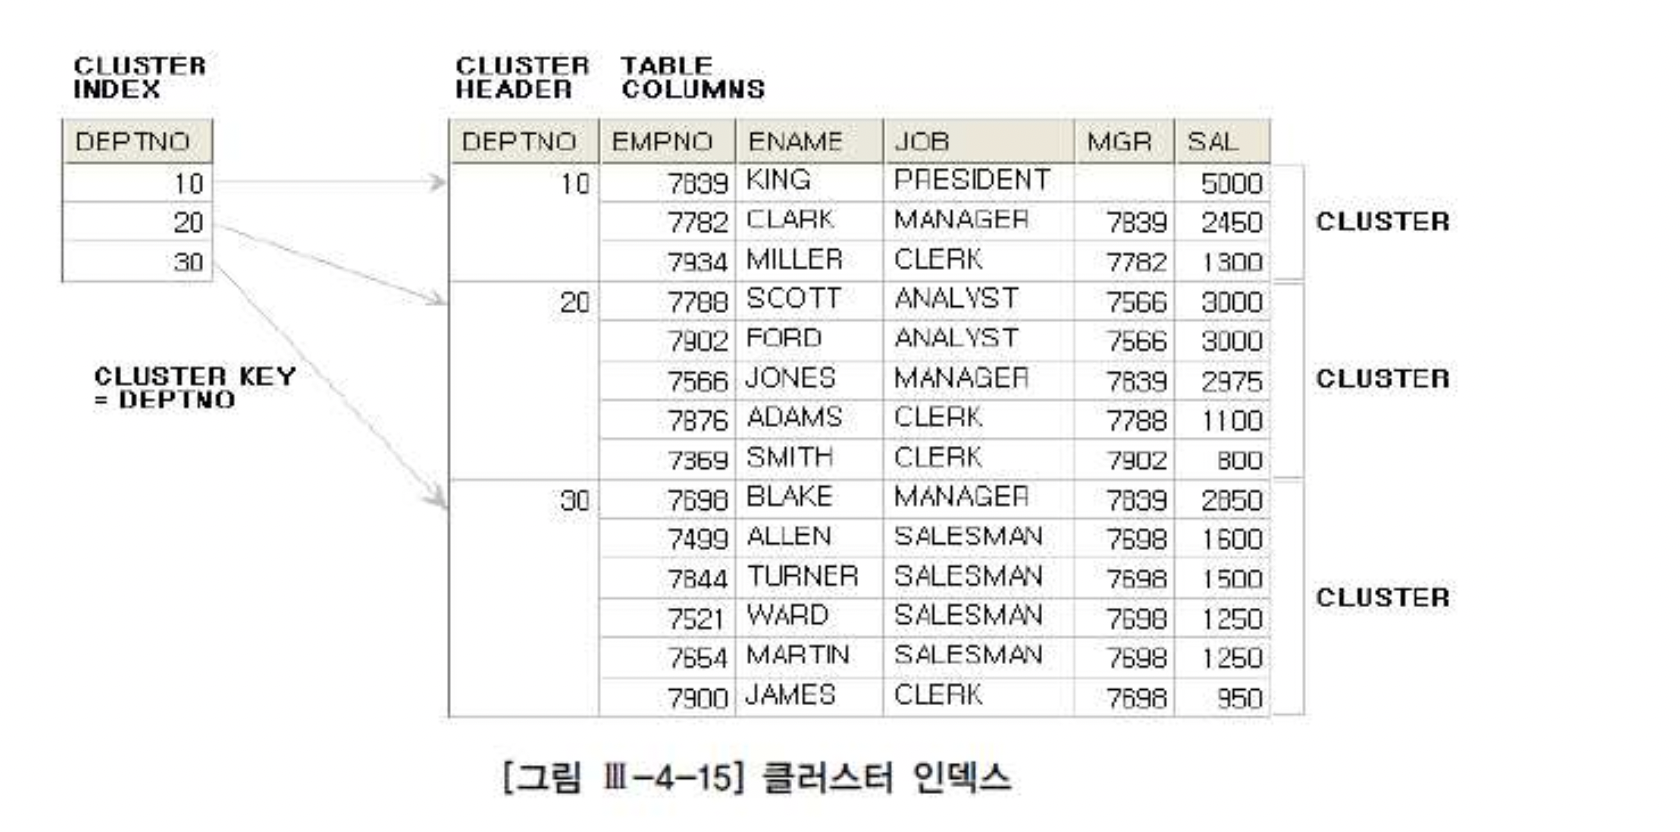 CLUSTER INDEX
CLUSTER HEADER TABLE COLUMNS
DEPTNO
10
20
30
CLUSTER KEY
= DEPTNO
DEPTNO EMPNO ENAME JOB MGR SAL
10 7839 KING PRESIDENT 5000
7782 CLARK MANAGER 7839 2450
7934 MILLER CLERK 7782 1300
CLUSTER
20 7788 SCOTT ANALYST 7566 3000
7902 FORD ANALYST 7566 3000
7566 JONES MANAGER 7839 2975
7876 ADAMS CLERK 7788 1100
7369 SMITH CLERK 7902 800
CLUSTER
30 7698 BLAKE MANAGER 7839 2850
7499 ALLEN SALESMAN 7698 1600
7844 TURNER SALESMAN 7698 1500
7521 WARD SALESMAN 7698 1250
7654 MARTIN SALESMAN 7698 1250
7900 JAMES CLERK 7698 950
CLUSTER
[그림 Ⅲ-4-15] 클러스터 인덱스